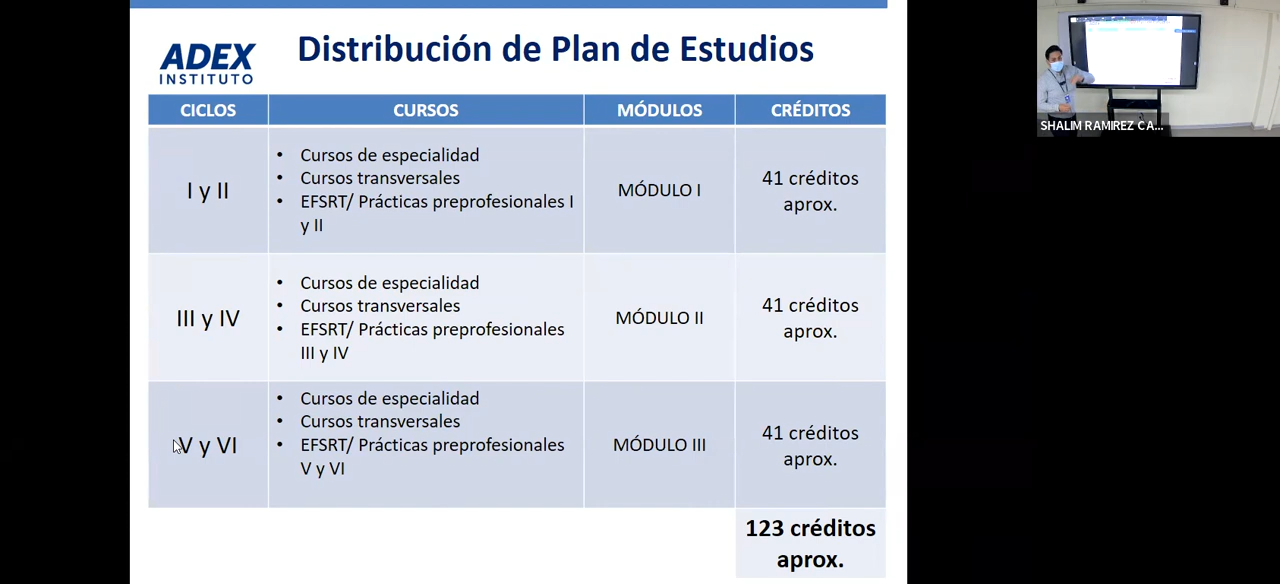 Distribución de Plan de Estudios
ADEX
INSTITUTO
CICLOS
CURSOS
MÓDULOS
CRÉDITOS
I y II
• Cursos de especialidad
• Cursos transversales
• EFSRT/ Prácticas preprofesionales I
y II
MÓDULO I
41 créditos
aprox.
III y IV
• Cursos de especialidad
• Cursos transversales
• EFSRT/ Prácticas preprofesionales
III y IV
MÓDULO II
41 créditos
aprox.
V y VI
• Cursos de especialidad
• Cursos transversales
• EFSRT/ Prácticas preprofesionales
V y VI
MÓDULO III
41 créditos
aprox.
123 créditos
aprox.
SHALIM RAMIREZ CA...